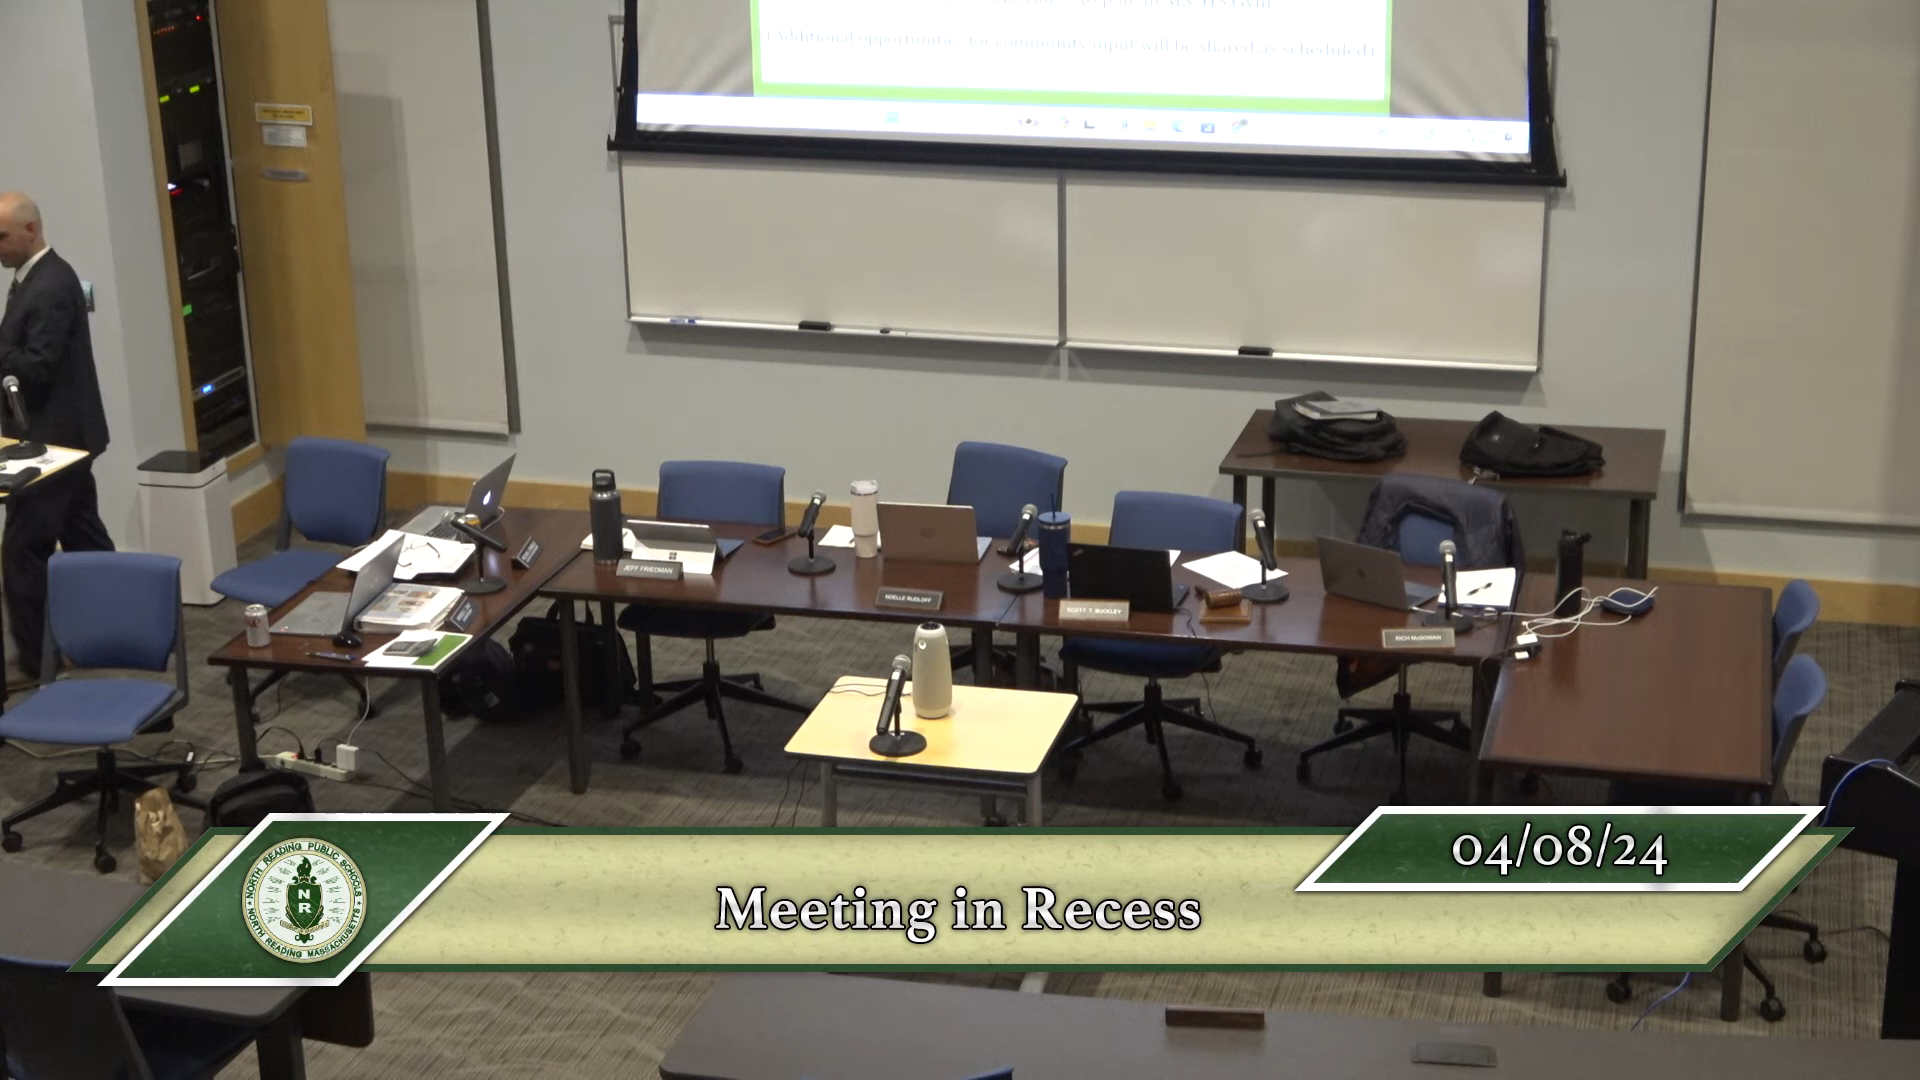 (Additional opportunities for community input will be shared as scheduled)
JEFF FRIEDMAN
NOELLE RUDLOFF
SCOTT T. BUCKLEY
RICH McGOWAN
04/08/24
Meeting in Recess
NORTH READING PUBLIC SCHOOLS
NR
NORTH READING MASSACHUSETTS